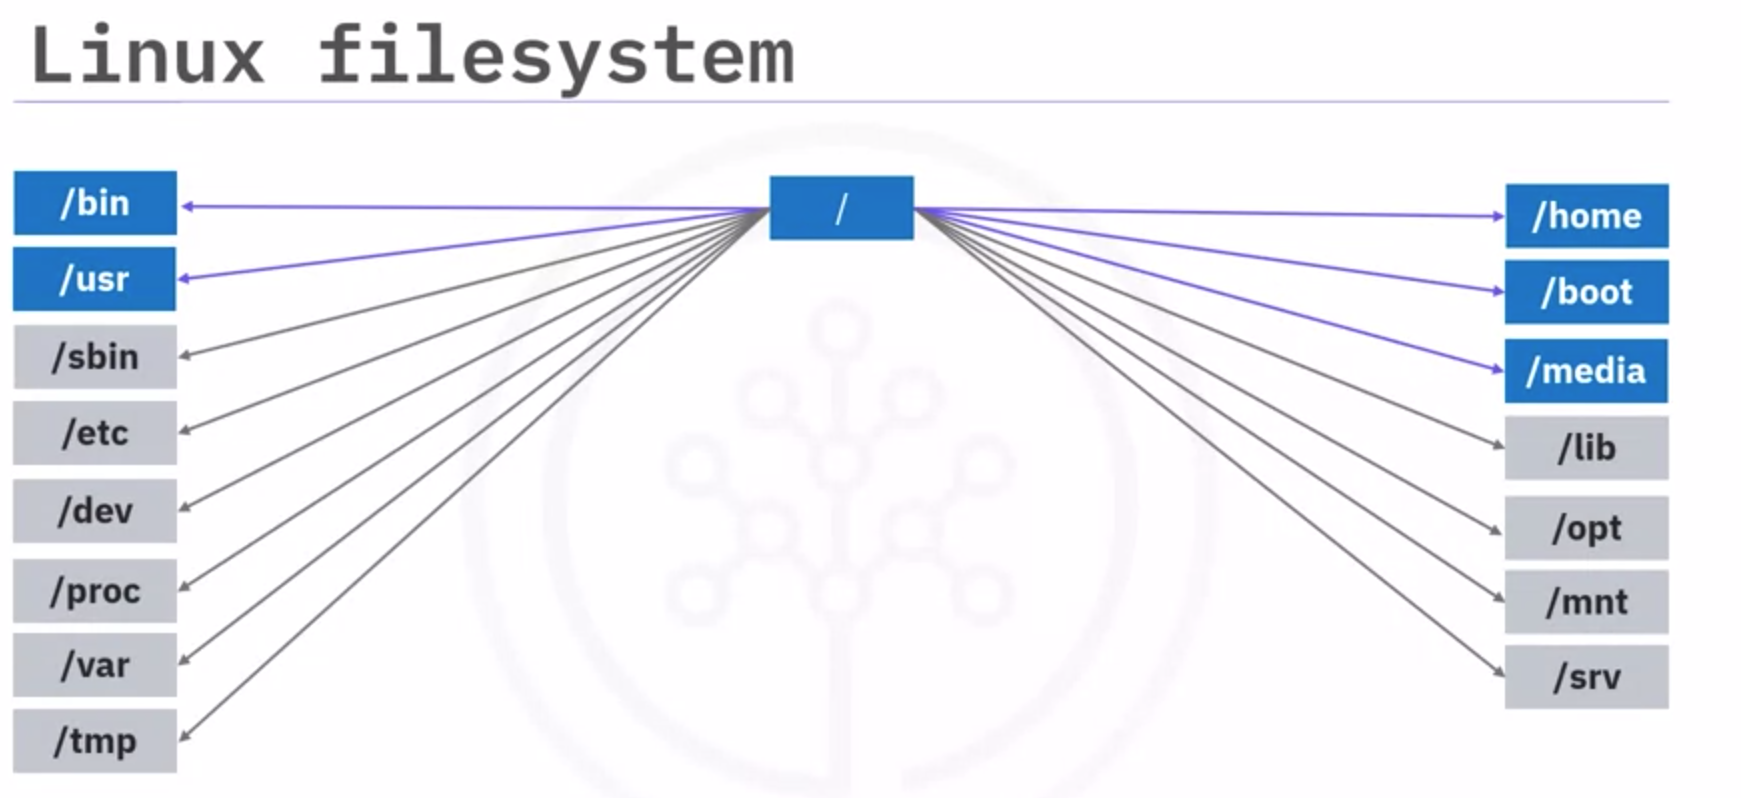 Linux filesystem
/
/bin
/usr
/sbin
/etc
/dev
/proc
/var
/tmp
/home
/boot
/media
/lib
/opt
/mnt
/srv